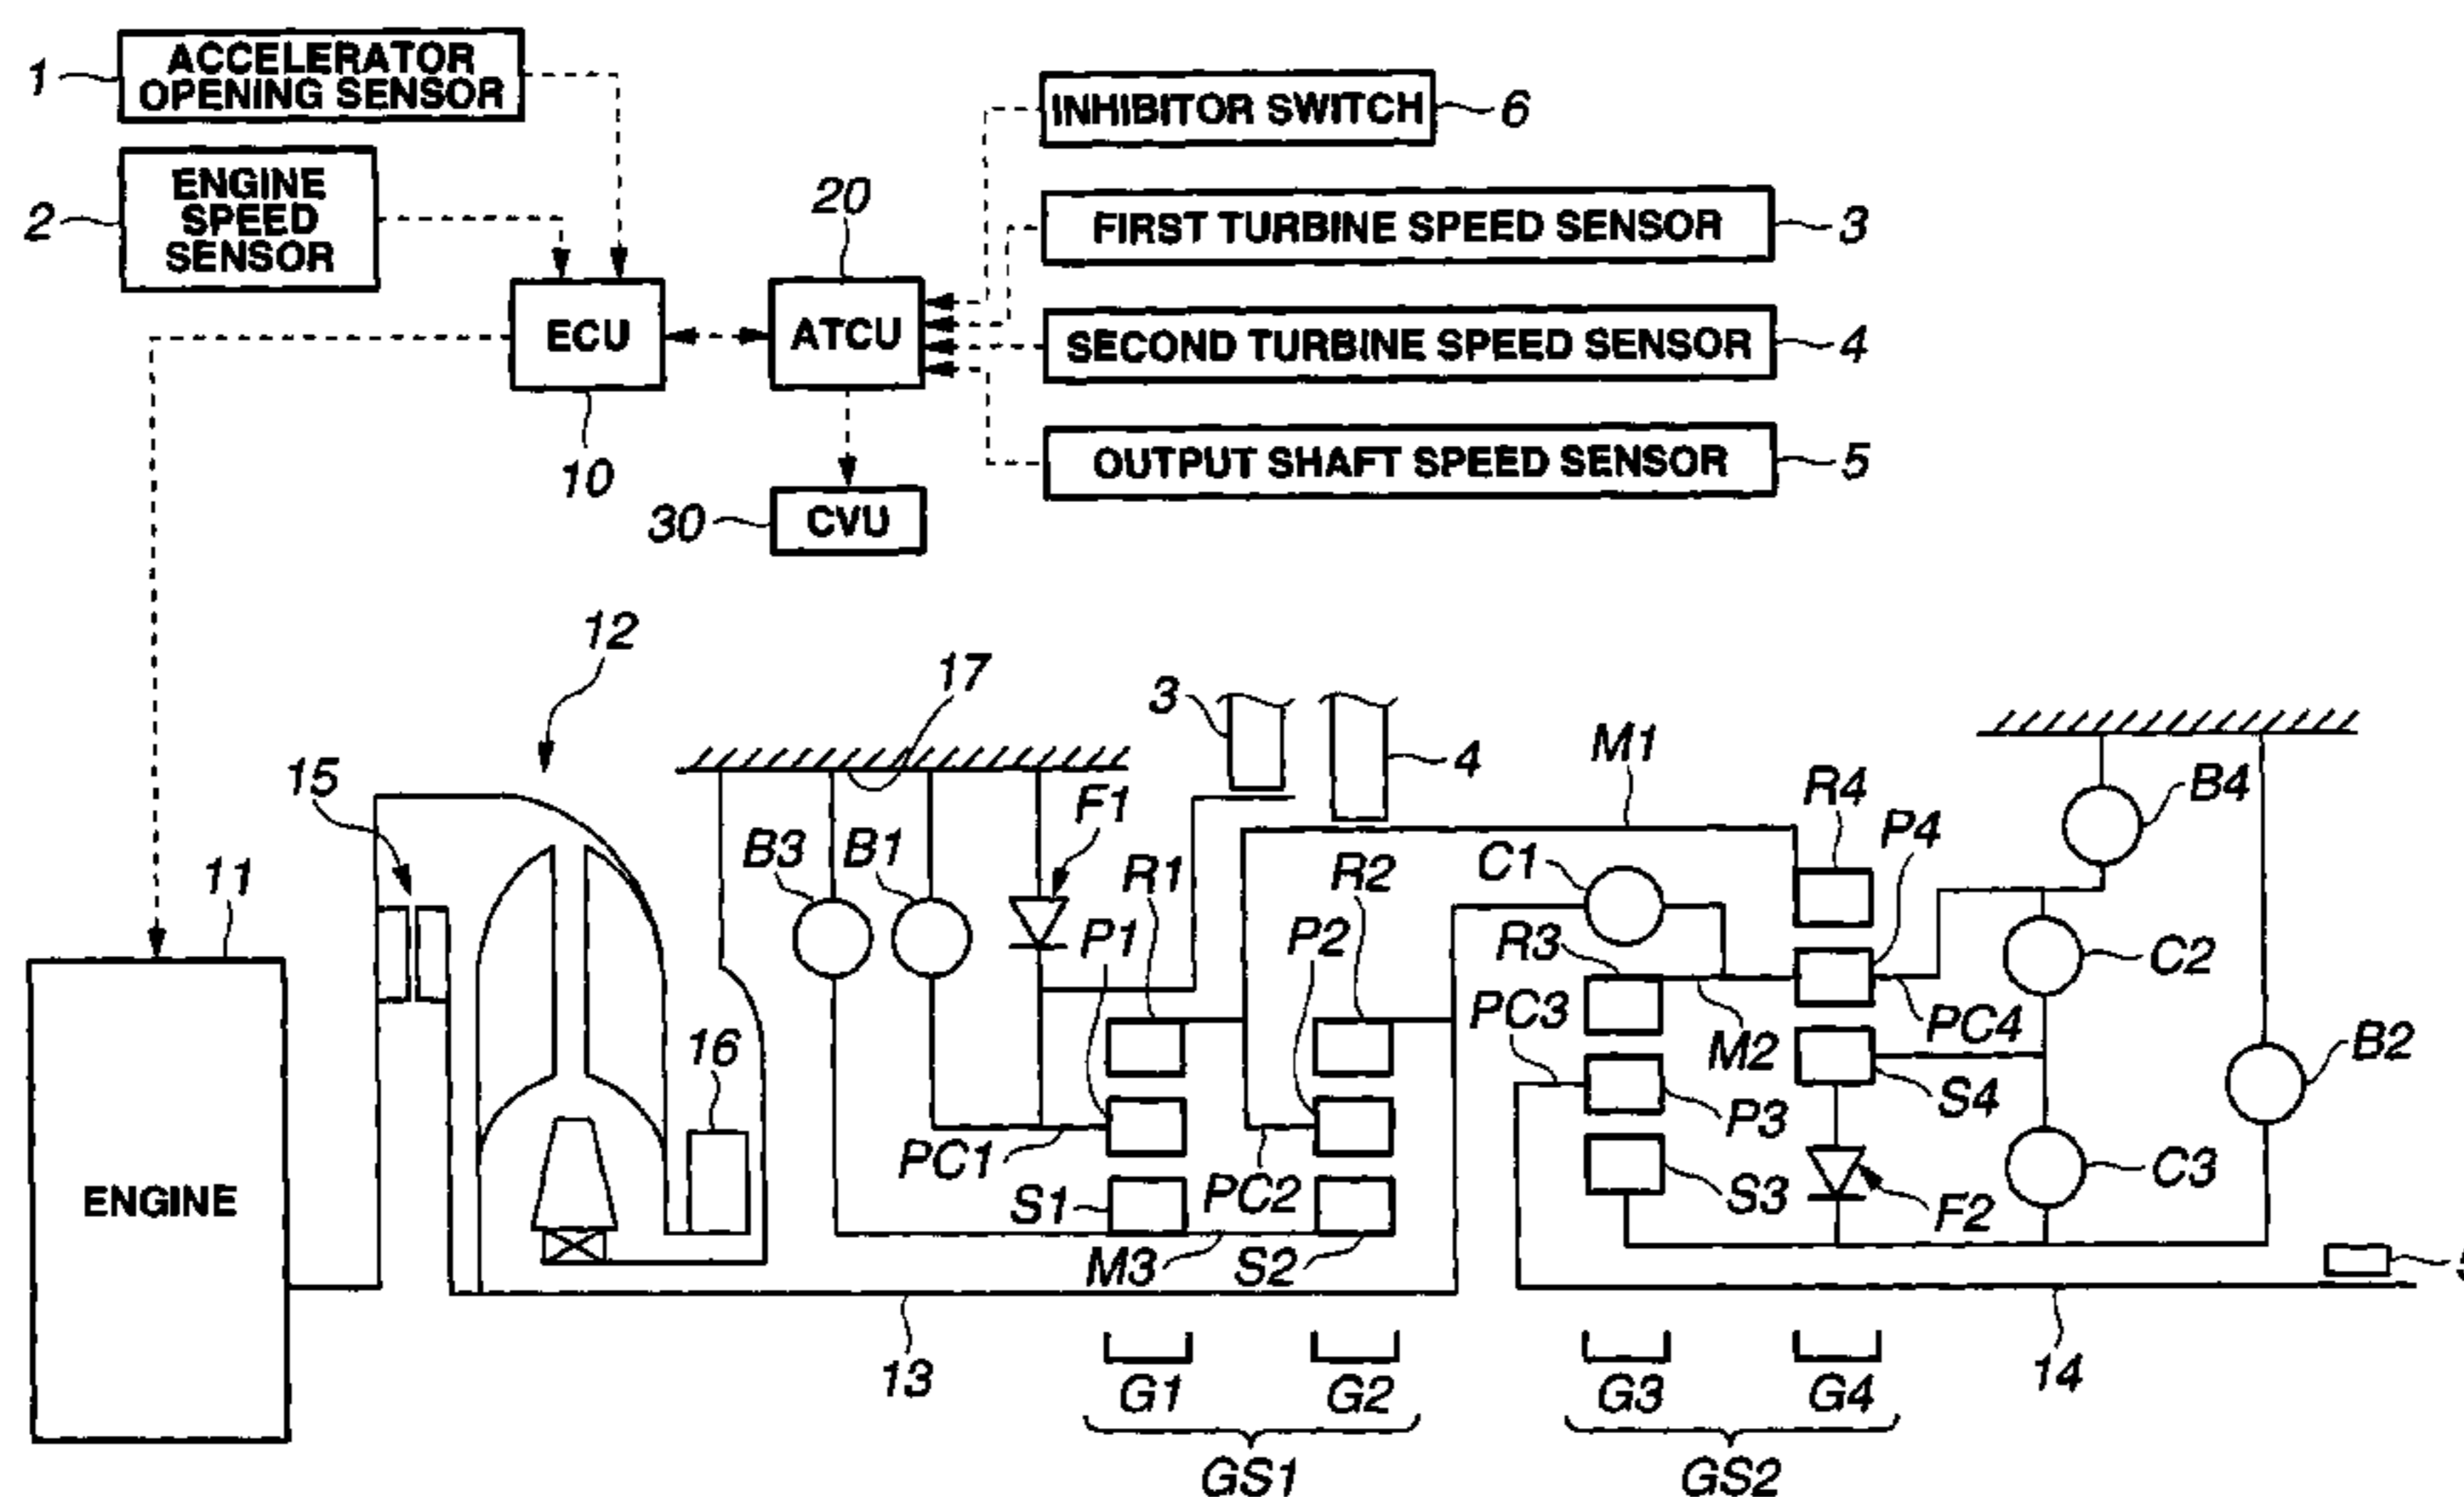 1
ACCELERATOR
OPENING SENSOR
INHIBITOR SWITCH
6
2
ENGINE
SPEED
SENSOR
20
FIRST TURBINE SPEED SENSOR
3
ECU
ATCU
SECOND TURBINE SPEED SENSOR
4
10
OUTPUT SHAFT SPEED SENSOR
5
30
CVU
12
17
3
4
M1
15
F1
R4
B4
B3
B1
R1
R2
C1
P4
11
P1
P2
R3
C2
16
PC3
M2
PC4
B2
PC1
PC2
P3
S4
ENGINE
S1
S3
F2
C3
M3
S2
13
14
G1
G2
G3
G4
GS1
GS2